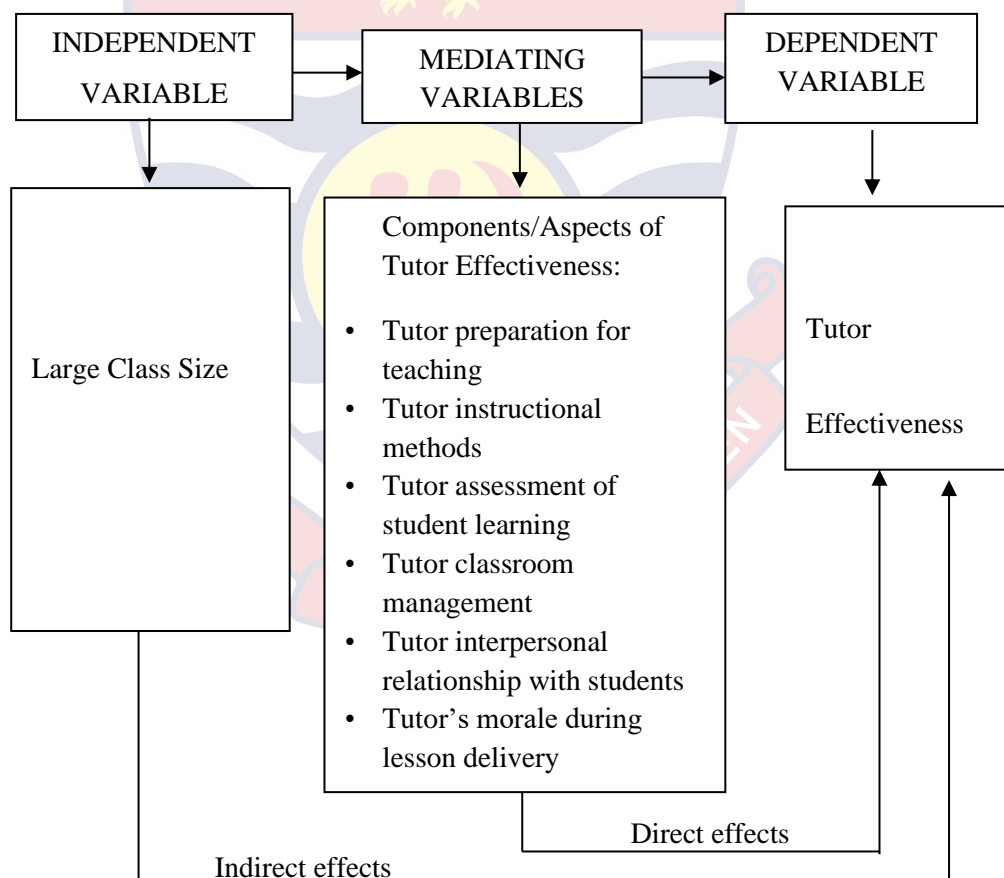 INDEPENDENT
VARIABLE
MEDIATING
VARIABLES
DEPENDENT
VARIABLE
Large Class Size
Components/Aspects of
Tutor Effectiveness:
• Tutor preparation for
teaching
• Tutor instructional
methods
• Tutor assessment of
student learning
• Tutor classroom
management
• Tutor interpersonal
relationship with students
• Tutor’s morale during
lesson delivery
Tutor
Effectiveness
Direct effects
Indirect effects